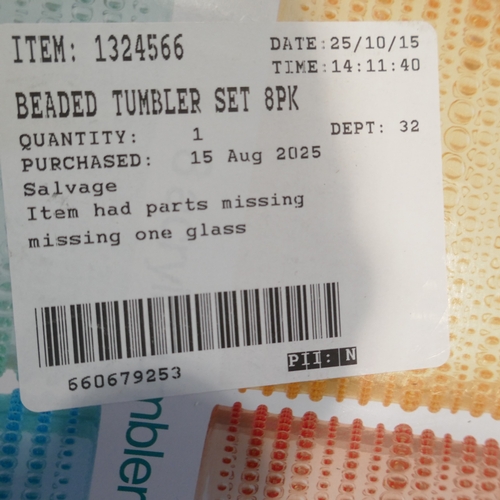 ITEM: 1324566
DATE:25/10/15
TIME:14:11:40
BEADED TUMBLER SET 8PK
QUANTITY: 1
DEPT: 32
PURCHASED: 15 Aug 2025
Salvage
Item had parts missing
missing one glass
660679253
PII: N
mbler